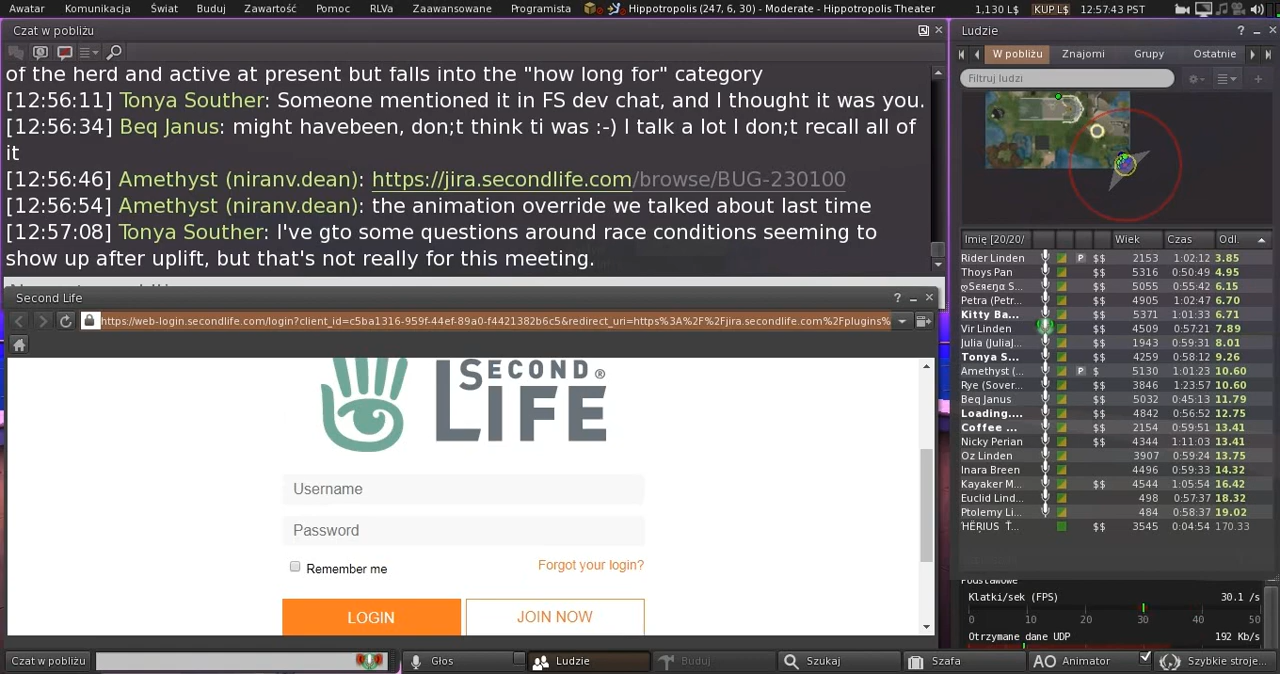 Awatar Komunikacja Świat Buduj Zawartość Pomoc RLVa Zaawansowane Programista Hippotropolis (247, 6, 30) - Moderate - Hippotropolis Theater 1,130 L$ KUP L$ 12:57:43 PST
Czat w pobliżu
of the herd and active at present but falls into the "how long for" category
[12:56:11] Tonya Souther: Someone mentioned it in FS dev chat, and I thought it was you.
[12:56:34] Beq Janus: might havebeen, don;t think ti was :-) I talk a lot I don;t recall all of
it
[12:56:46] Amethyst (niranv.dean): https://jira.secondlife.com/browse/BUG-230100
[12:56:54] Amethyst (niranv.dean): the animation override we talked about last time
[12:57:08] Tonya Souther: I've gto some questions around race conditions seeming to
show up after uplift, but that's not really for this meeting.
Second Life
https://web-login.secondlife.com/login?client_id=c5ba1316-959f-44ef-89a0-f4421382b6c5&redirect_uri=https%3A%2F%2Fjira.secondlife.com%2Fplugins%
SECOND®
LIFE
Username
Password
Remember me Forgot your login?
LOGIN JOIN NOW
Ludzie
W pobliżu Znajomi Grupy Ostatnie
Filtruj ludzi
Imię [20/20/ Wiek Czas Odl.
Rider Linden P $$ 2153 1:02:12 3.85
Thoys Pan $$ 5316 0:50:49 4.95
ღSєяєηα S... $$ 5055 0:55:42 6.15
Petra (Petr... $$ 4905 1:02:47 6.70
Kitty Ba... $$ 5371 1:01:33 6.71
Vir Linden $$ 4509 0:57:21 7.89
Julia (JuliaJ... $$ 1943 0:59:31 8.01
Tonya S... $$ 4259 0:58:12 9.26
Amethyst (... P $$ 5130 1:01:23 10.60
Rye (Sover... $$ 3846 1:23:57 10.60
Beq Janus $$ 5032 0:45:13 11.79
Loading.... $$ 4842 0:56:52 12.75
Coffee ... $$ 2154 0:59:51 13.41
Nicky Perian $$ 4344 1:11:03 13.41
Oz Linden 3907 0:59:24 13.75
Inara Breen 4496 0:59:33 14.32
Kayaker M... $$ 4544 1:05:54 16.42
Euclid Lind... 498 0:57:37 18.32
Ptolemy Li... 484 0:58:37 19.02
$$ 3545 0:04:54 170.33
Podstawowe
Klatki/sek (FPS) 30.1 /s
0 10 20 30 40 50
Otrzymane dane UDP 192 Kb/s
Czat w pobliżu Głos Ludzie Buduj Szukaj Szafa AO Animator Szybkie stroje...